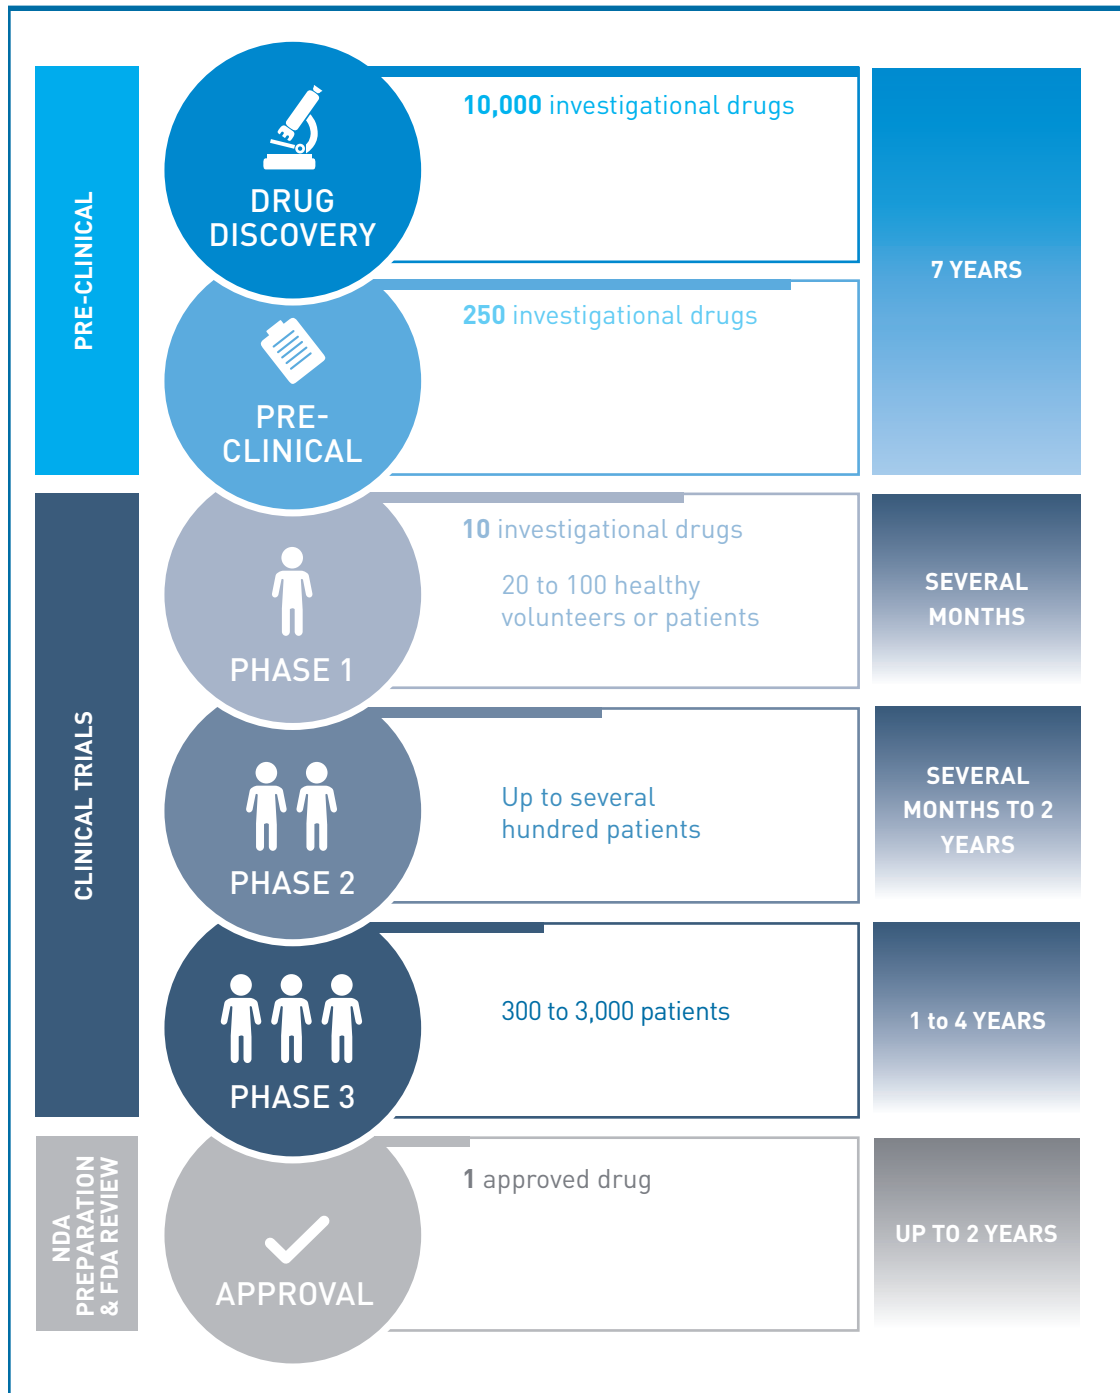 PRE-CLINICAL
DRUG
DISCOVERY
10,000 investigational drugs
7 YEARS
PRE-
CLINICAL
250 investigational drugs
CLINICAL TRIALS
PHASE 1
10 investigational drugs
20 to 100 healthy
volunteers or patients
SEVERAL
MONTHS
PHASE 2
Up to several
hundred patients
SEVERAL
MONTHS TO 2
YEARS
PHASE 3
300 to 3,000 patients
1 to 4 YEARS
NDA
PREPARATION
& FDA REVIEW
APPROVAL
1 approved drug
UP TO 2 YEARS